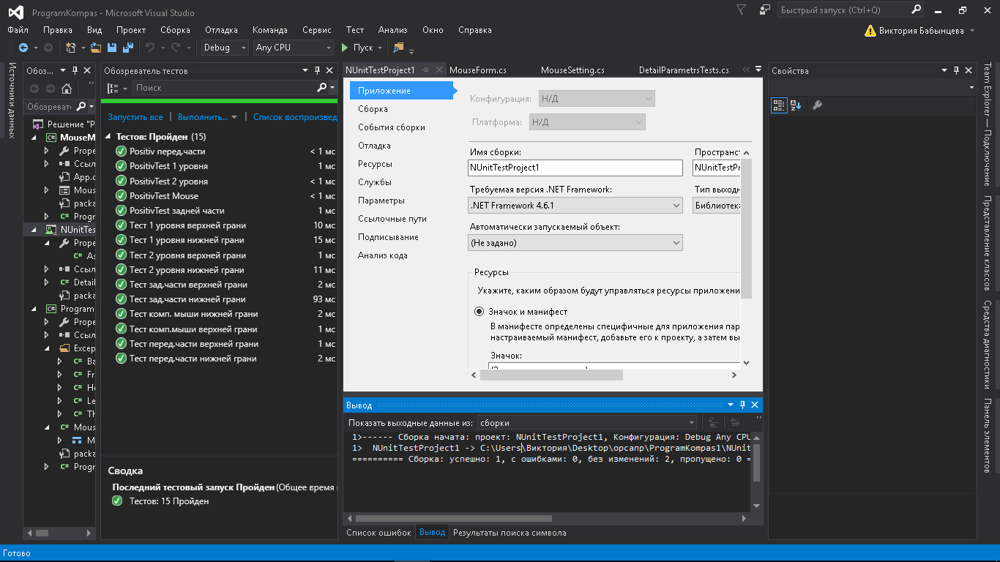 ProgramKompas - Microsoft Visual Studio
Быстрый запуск (Ctrl+Q)
Файл Правка Вид Проект Сборка Отладка Команда Сервис Тест Анализ Окно Справка
Виктория Бабынцева
Debug Any CPU Пуск
Источники данных
Обоз...
Обозревате
Решение "P
MouseM
Prope
Ссыл
App.c
Mous
packa
Progr
NUnitTes
Prope
As
Ссыл
Detail
packa
Program
Prope
Ссыл
Excep
Ba
Fr
He
Le
Th
Mous
M
packa
Progr
Обозреватель тестов
Поиск
Запустить все | Выполнить... | Список воспроизвед
Тестов: Пройден (15)
Positiv перед.части < 1 мс
PositivTest 1 уровня 1 мс
PositivTest 2 уровня < 1 мс
PositivTest Mouse < 1 мс
PositivTest задней части 1 мс
Тест 1 уровня верхней грани 10 мс
Тест 1 уровня нижней грани 15 мс
Тест 2 уровня верхней грани 1 мс
Тест 2 уровня нижней грани 11 мс
Тест зад.части верхней грани 2 мс
Тест зад.части нижней грани 93 мс
Тест комп. мыши нижней грани 2 мс
Тест комп.мыши верхней грани 1 мс
Тест перед.части верхней грани 1 мс
Тест перед.части нижней грани 2 мс
Сводка
Последний тестовый запуск Пройден (Общее время
Тестов: 15 Пройден
NUnitTestProject1 MouseForm.cs MouseSetting.cs DetailParametrsTests.cs
Приложение
Сборка
События сборки
Отладка
Ресурсы
Службы
Параметры
Ссылочные пути
Подписывание
Анализ кода
Конфигурация: Н/Д
Платформа: Н/Д
Имя сборки: Пространст
NUnitTestProject1 NUnitTestPr
Требуемая версия .NET Framework: Тип выходн
.NET Framework 4.6.1 Библиотека
Автоматически запускаемый объект:
(Не задано)
Ресурсы
Укажите, каким образом будут управляться ресурсы приложени
Значок и манифест
В манифесте определены специфичные для приложения пар
настраиваемый манифест, добавьте его к проекту, а затем вы
Значок:
Вывод
Показать выходные данные из: сборки
1>------ Сборка начата: проект: NUnitTestProject1, Конфигурация: Debug Any CPU
1> NUnitTestProject1 -> C:\Users\Виктория\Desktop\орсапр\ProgramKompas1\NUnit
========== Сборка: успешно: 1, с ошибками: 0, без изменений: 2, пропущено: 0 =
Список ошибок Вывод Результаты поиска символа
Свойства
Team Explorer — Подключение
Представление классов
Средства диагностики
Панель элементов
Готово